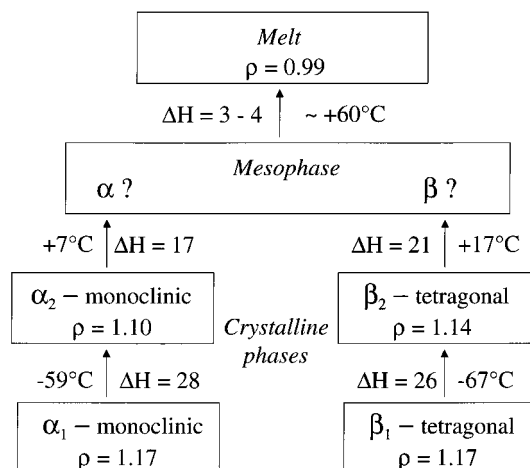 Melt
ρ = 0.99
ΔH = 3 - 4 ~ +60°C
Mesophase
α ? β ?
+7°C ΔH = 17 ΔH = 21 +17°C
α₂ – monoclinic β₂ – tetragonal
ρ = 1.10 Crystalline ρ = 1.14
phases
-59°C ΔH = 28 ΔH = 26 -67°C
α₁ – monoclinic β₁ – tetragonal
ρ = 1.17 ρ = 1.17